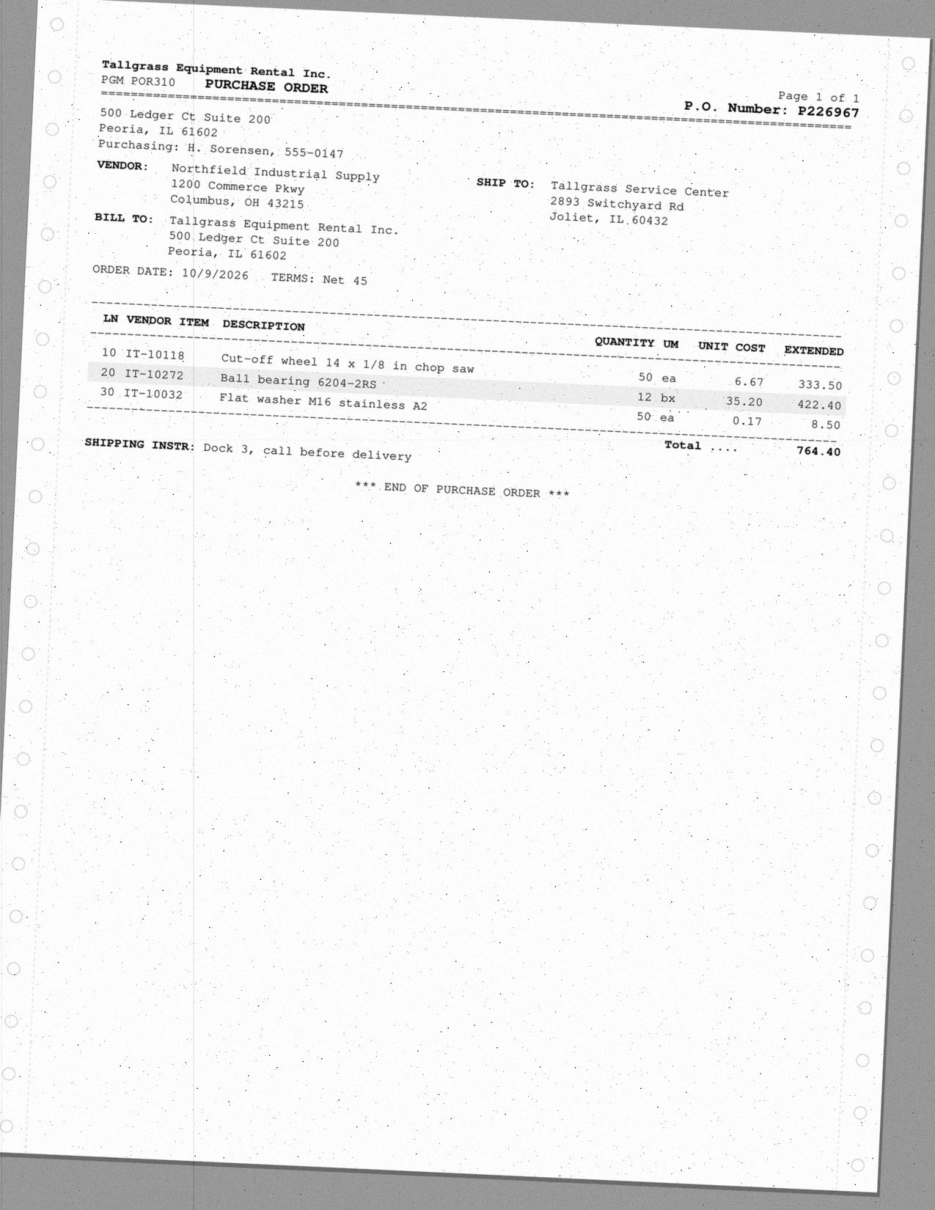 Tallgrass Equipment Rental Inc.
PGM POR310 PURCHASE ORDER Page 1 of 1
P.O. Number: P226967
================================================================================
500 Ledger Ct Suite 200
Peoria, IL 61602
Purchasing: H. Sorensen, 555-0147
VENDOR: Northfield Industrial Supply
1200 Commerce Pkwy
Columbus, OH 43215
SHIP TO: Tallgrass Service Center
2893 Switchyard Rd
Joliet, IL 60432
BILL TO: Tallgrass Equipment Rental Inc.
500 Ledger Ct Suite 200
Peoria, IL 61602
ORDER DATE: 10/9/2026 TERMS: Net 45
LN VENDOR ITEM DESCRIPTION QUANTITY UM UNIT COST EXTENDED
10 IT-10118 Cut-off wheel 14 x 1/8 in chop saw 50 ea 6.67 333.50
20 IT-10272 Ball bearing 6204-2RS 12 bx 35.20 422.40
30 IT-10032 Flat washer M16 stainless A2 50 ea 0.17 8.50
Total .... 764.40
SHIPPING INSTR: Dock 3, call before delivery
*** END OF PURCHASE ORDER ***